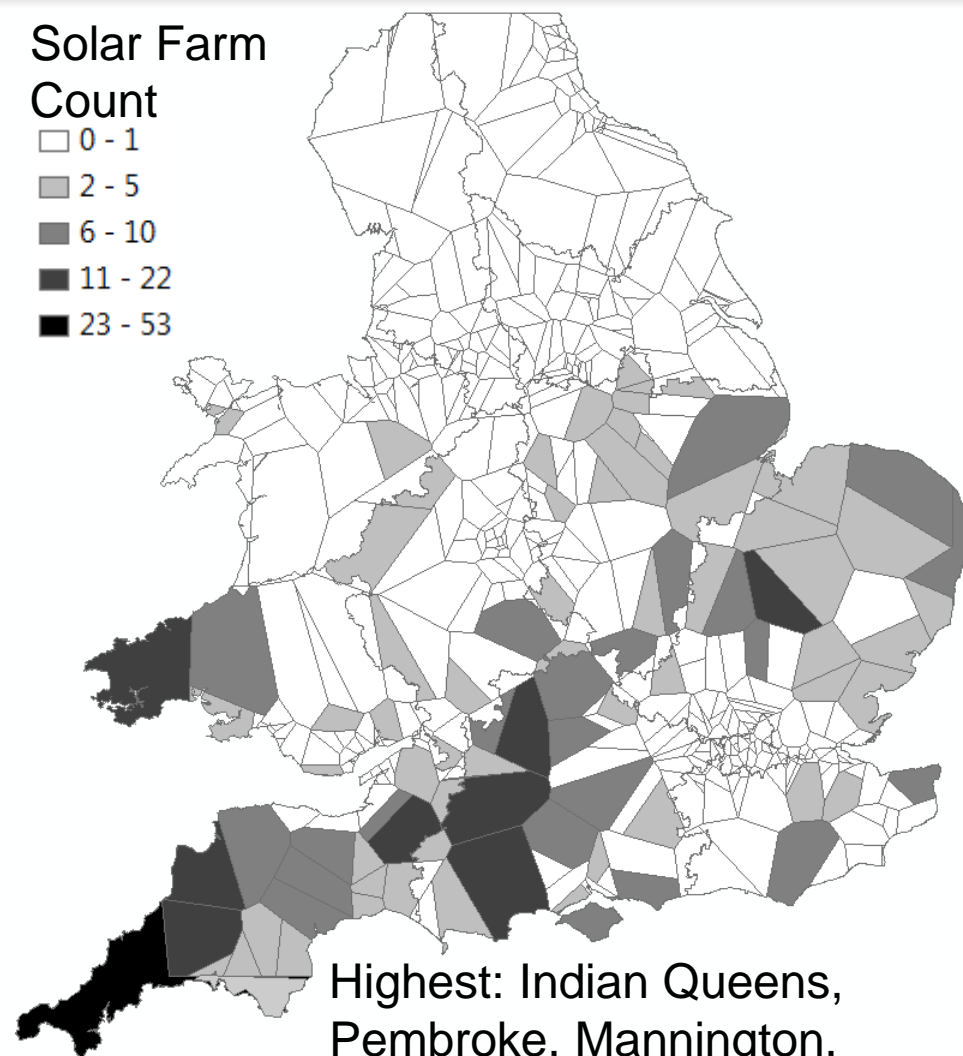 Solar Farm
Count
0 - 1
2 - 5
6 - 10
11 - 22
23 - 53
Highest: Indian Queens,
Pembroke, Mannington,